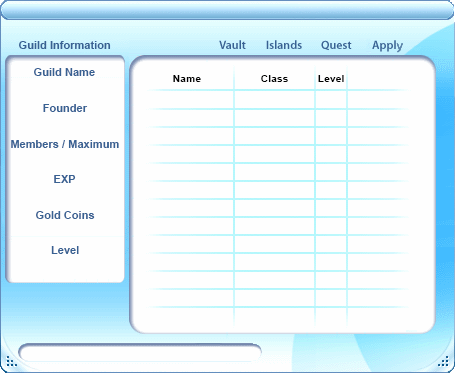 Guild Information
Vault Islands Quest Apply
Guild Name
Founder
Members / Maximum
EXP
Gold Coins
Level
Name Class Level